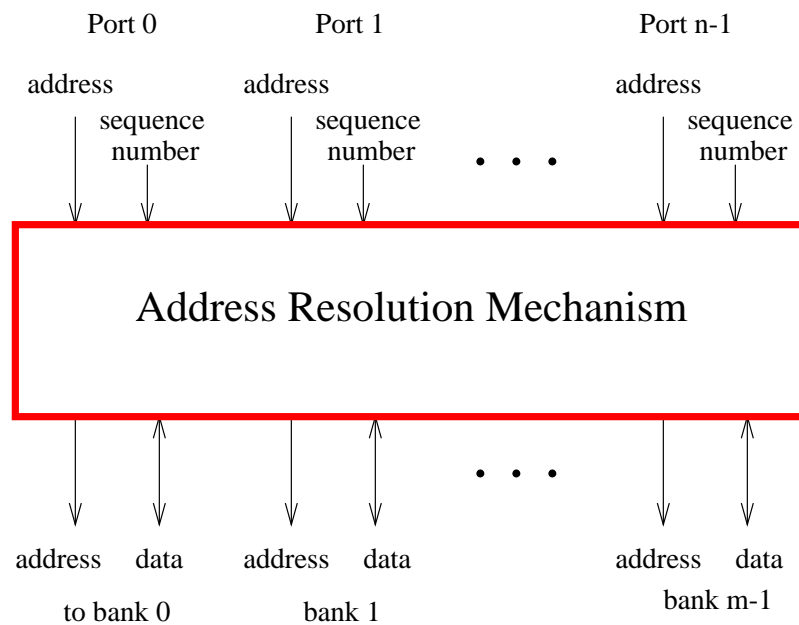 Port 0 Port 1 Port n-1
address address address
sequence sequence sequence
number number . . . number
Address Resolution Mechanism
. . .
address data address data address data
to bank 0 bank 1 bank m-1